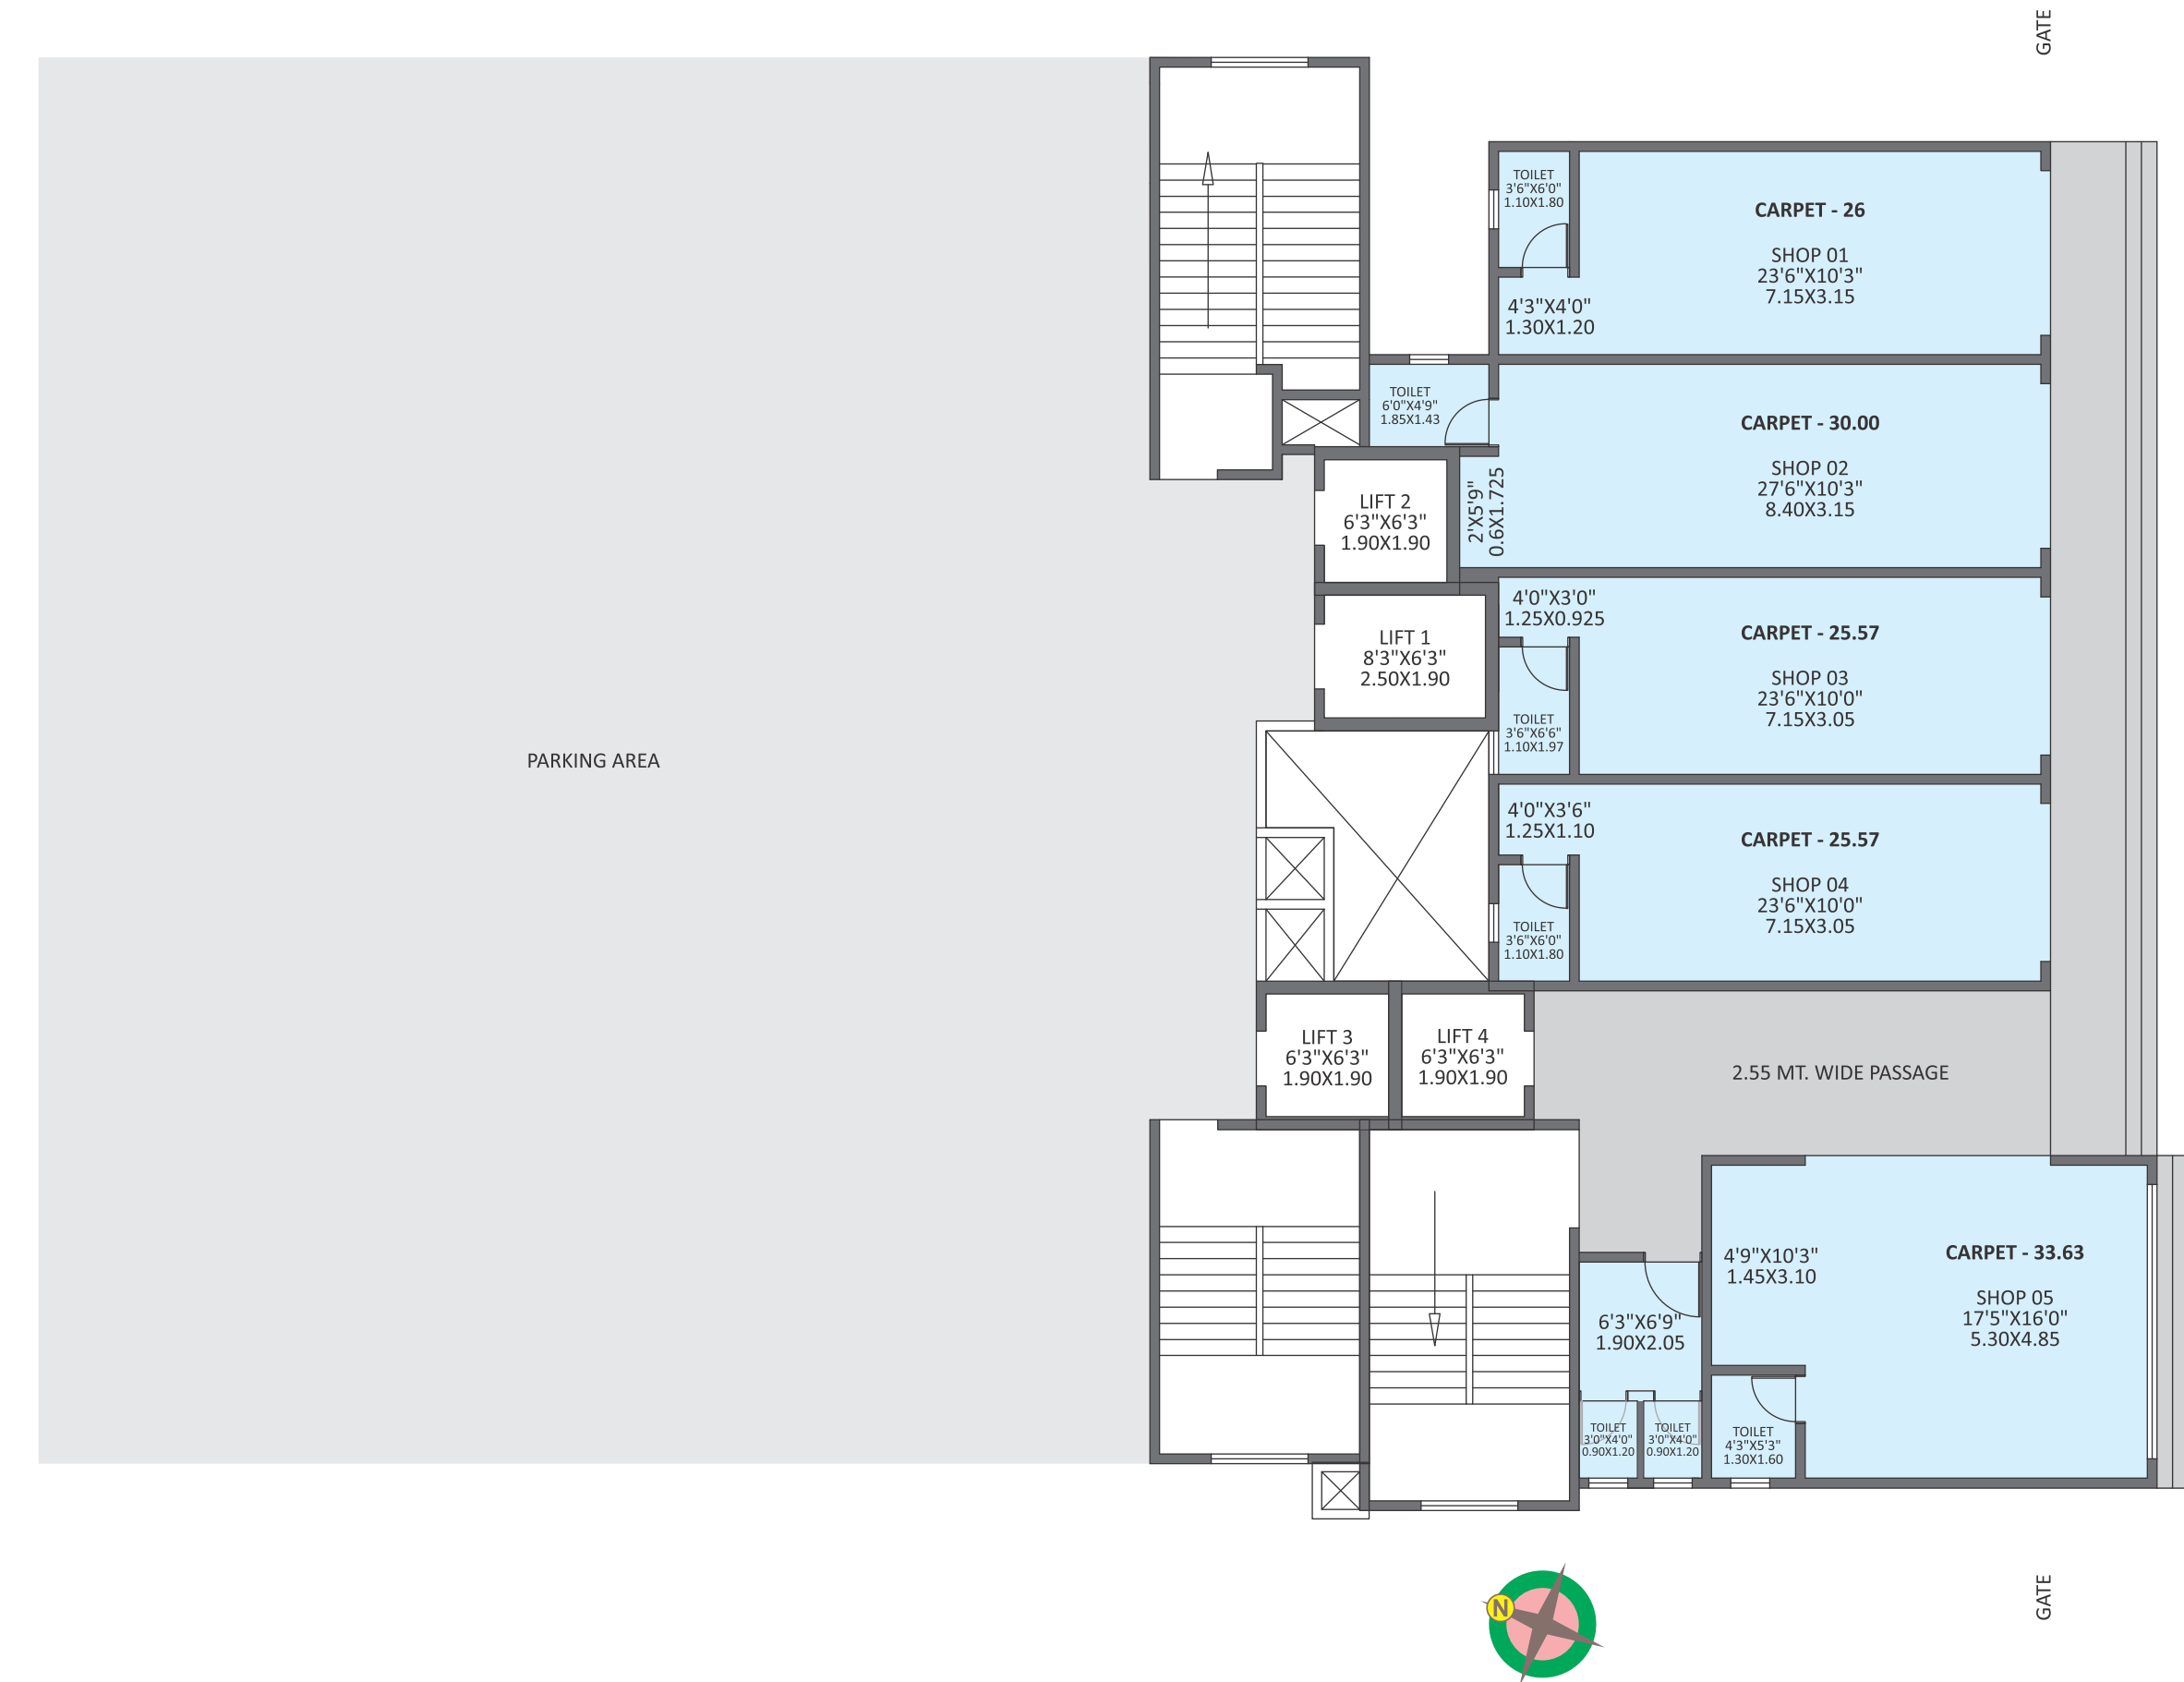 GATE
TOILET
3'6"X6'0"
1.10X1.80
CARPET - 26
SHOP 01
23'6"X10'3"
7.15X3.15
4'3"X4'0"
1.30X1.20
TOILET
6'0"X4'9"
1.85X1.43
CARPET - 30.00
SHOP 02
27'6"X10'3"
8.40X3.15
2'X5'9"
0.6X1.725
LIFT 2
6'3"X6'3"
1.90X1.90
4'0"X3'0"
1.25X0.925
CARPET - 25.57
SHOP 03
23'6"X10'0"
7.15X3.05
LIFT 1
8'3"X6'3"
2.50X1.90
TOILET
3'6"X6'6"
1.10X1.97
PARKING AREA
4'0"X3'6"
1.25X1.10
CARPET - 25.57
SHOP 04
23'6"X10'0"
7.15X3.05
TOILET
3'6"X6'0"
1.10X1.80
LIFT 3
6'3"X6'3"
1.90X1.90
LIFT 4
6'3"X6'3"
1.90X1.90
2.55 MT. WIDE PASSAGE
4'9"X10'3"
1.45X3.10
CARPET - 33.63
SHOP 05
17'5"X16'0"
5.30X4.85
6'3"X6'9"
1.90X2.05
TOILET
3'0"X4'0"
0.90X1.20
TOILET
3'0"X4'0"
0.90X1.20
TOILET
4'3"X5'3"
1.30X1.60
N
GATE